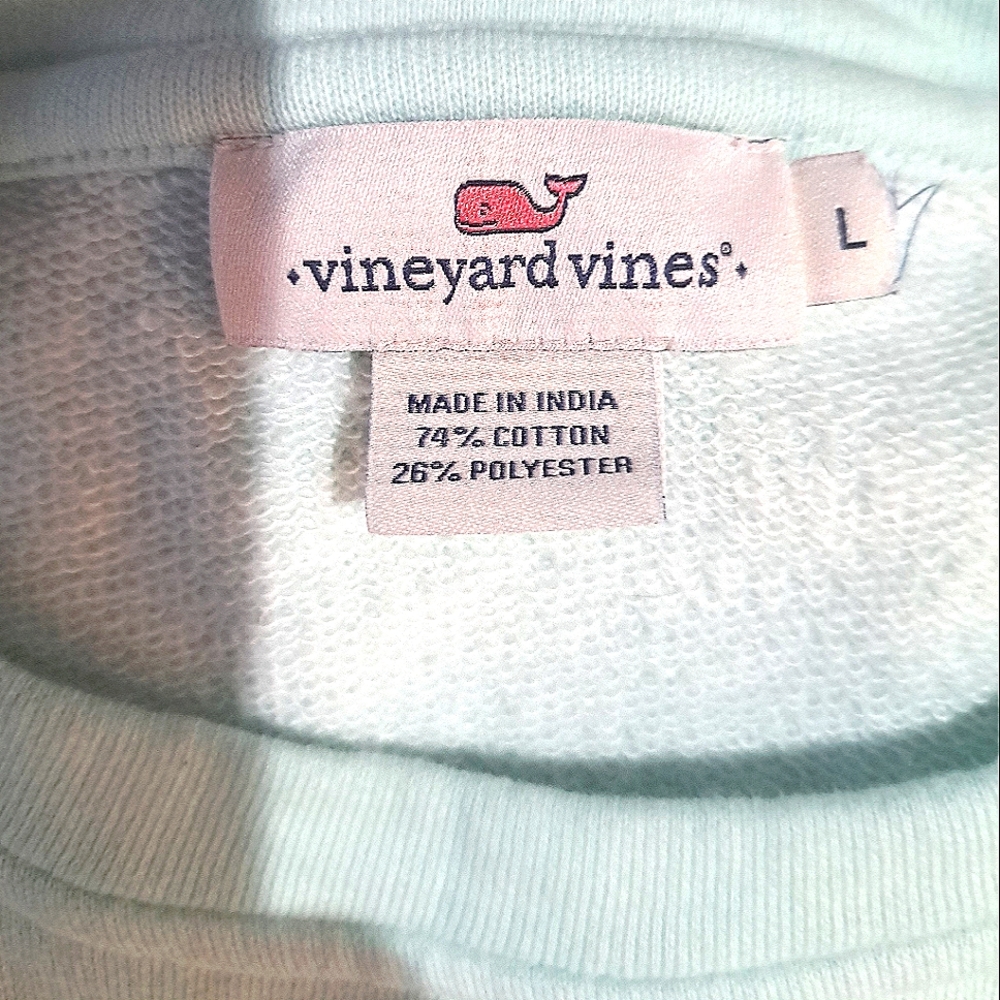 ·vineyard vines®·
L
MADE IN INDIA
74% COTTON
26% POLYESTER